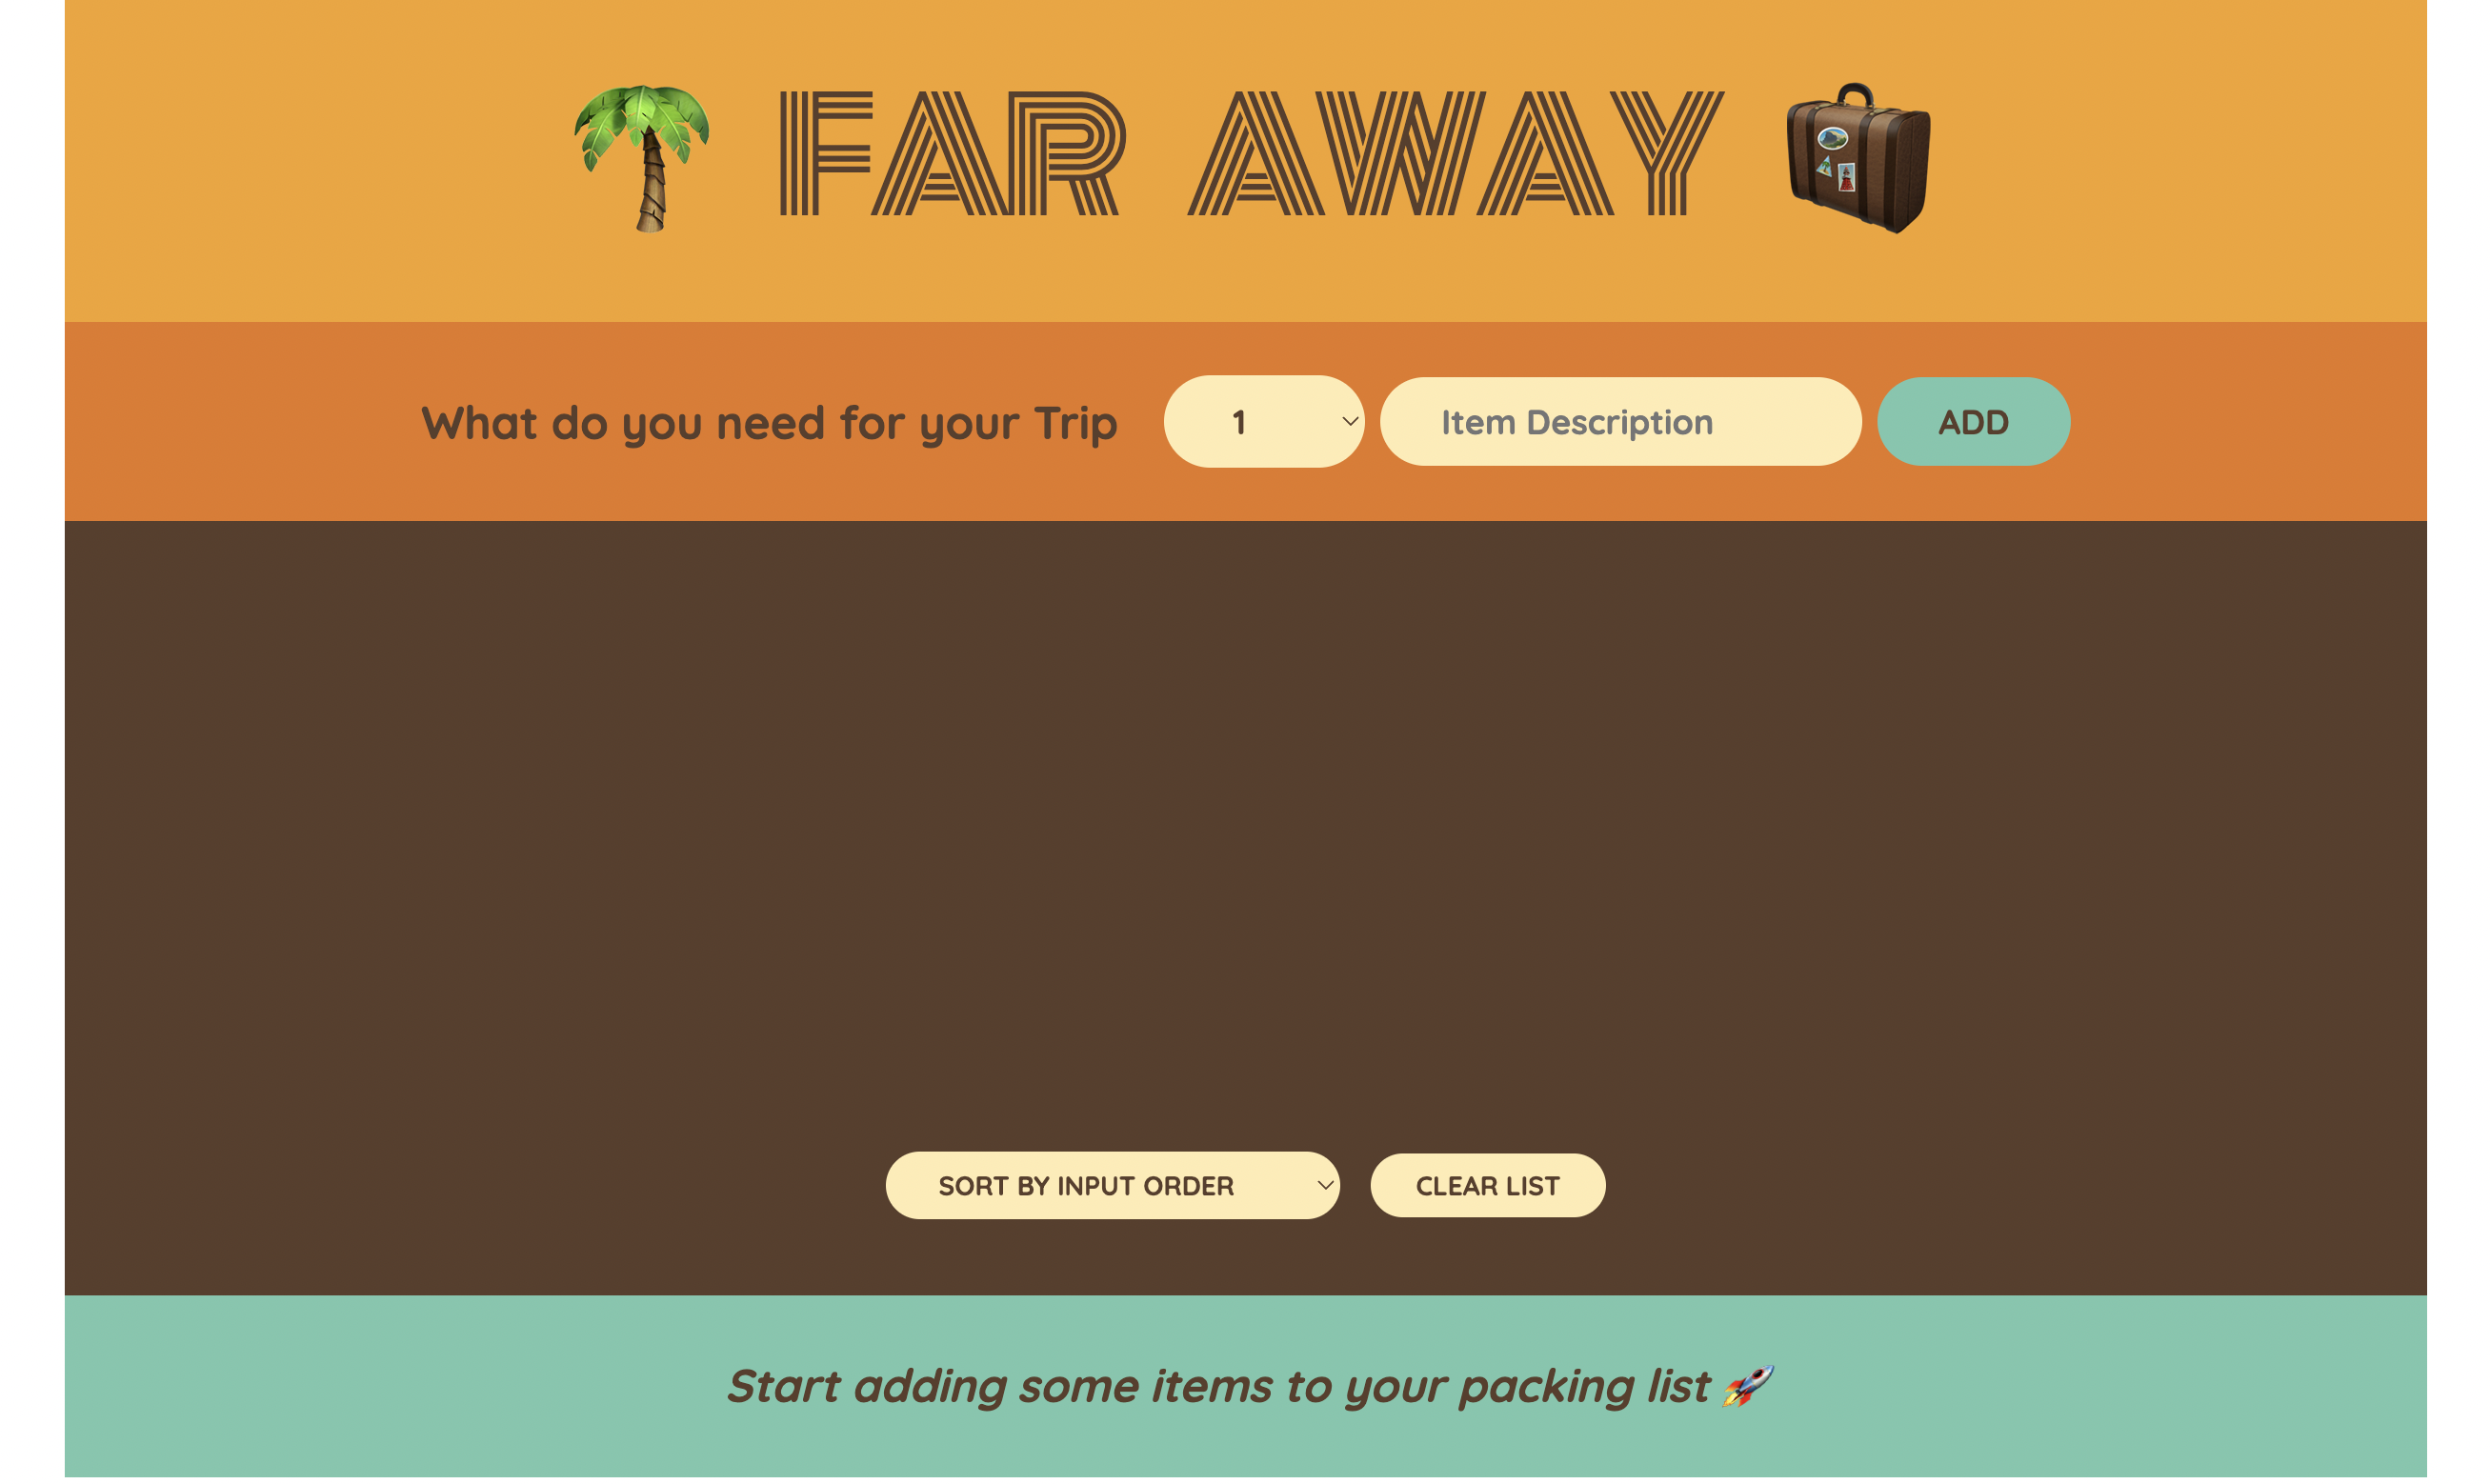 🌴 FAR AWAY 🧳
What do you need for your Trip 1 Item Description ADD
SORT BY INPUT ORDER CLEAR LIST
Start adding some items to your packing list 🚀